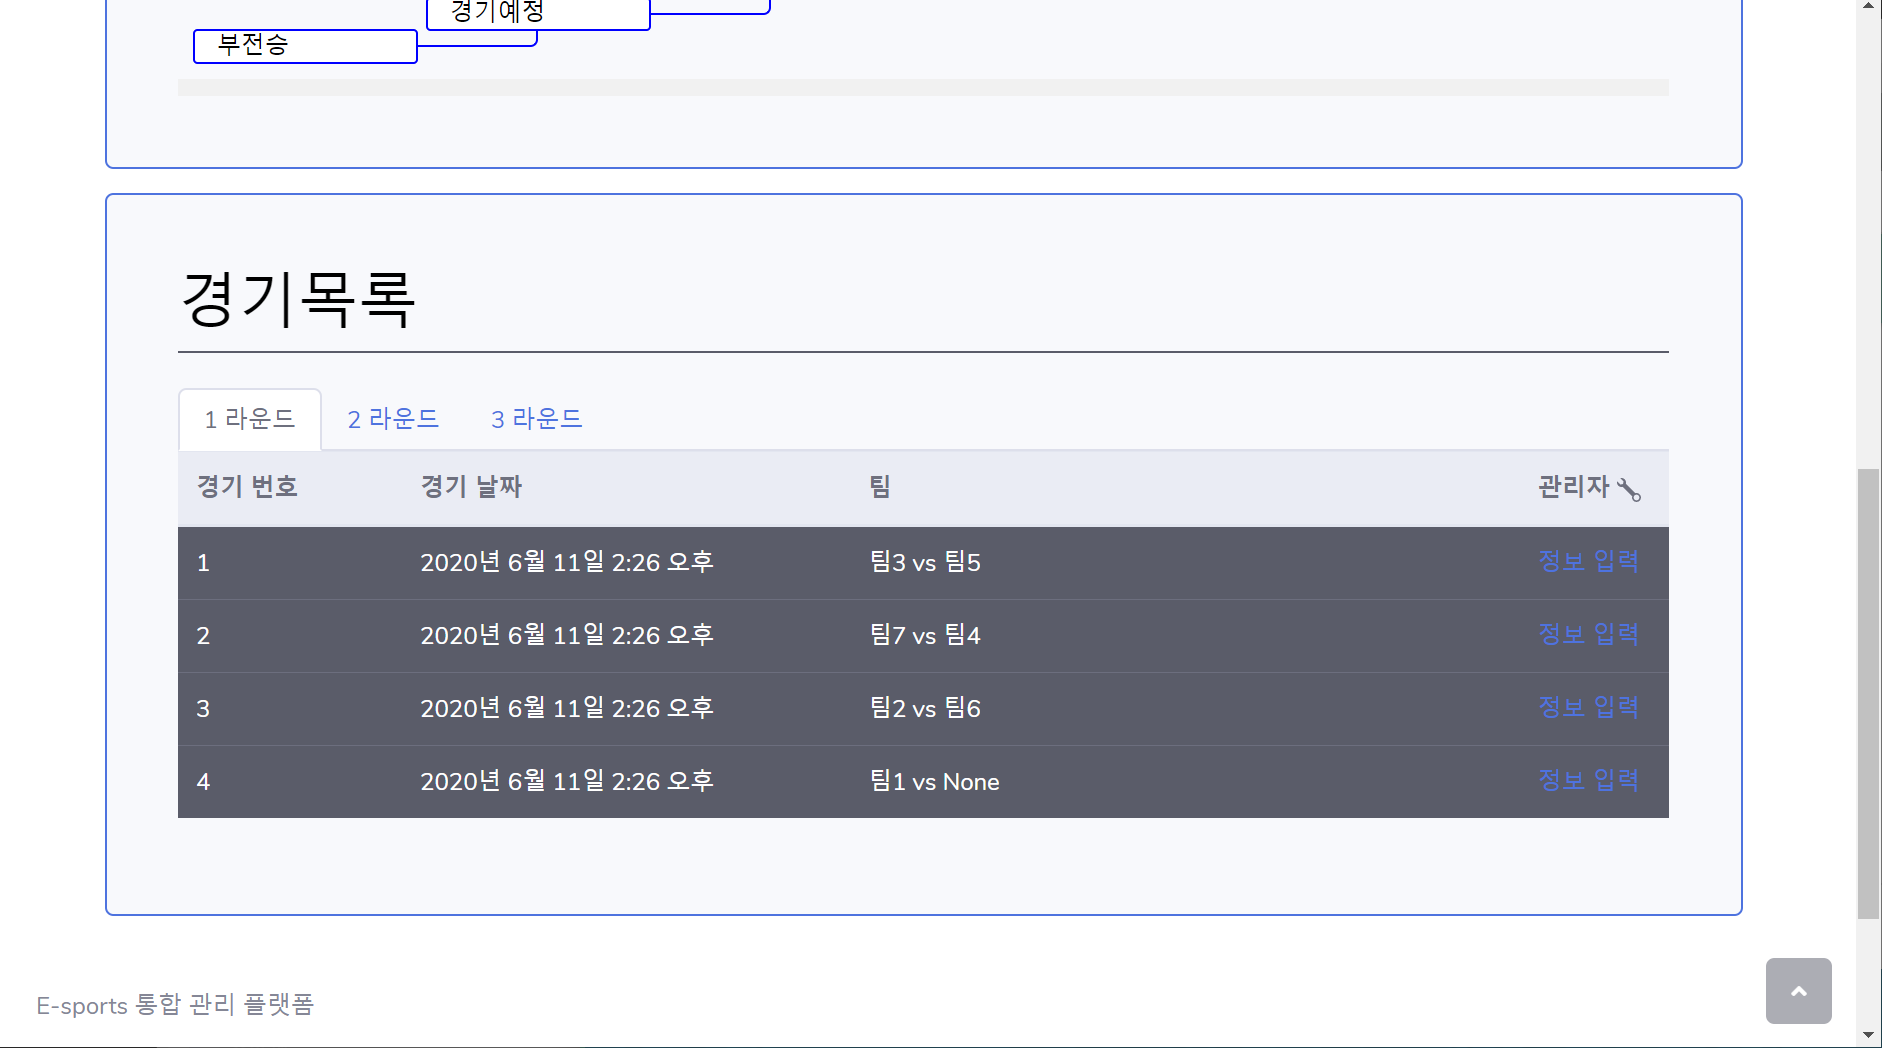 경기예정
부전승
경기목록
1 라운드 2 라운드 3 라운드
경기 번호 경기 날짜 팀 관리자
1 2020년 6월 11일 2:26 오후 팀3 vs 팀5 정보 입력
2 2020년 6월 11일 2:26 오후 팀7 vs 팀4 정보 입력
3 2020년 6월 11일 2:26 오후 팀2 vs 팀6 정보 입력
4 2020년 6월 11일 2:26 오후 팀1 vs None 정보 입력
E-sports 통합 관리 플랫폼